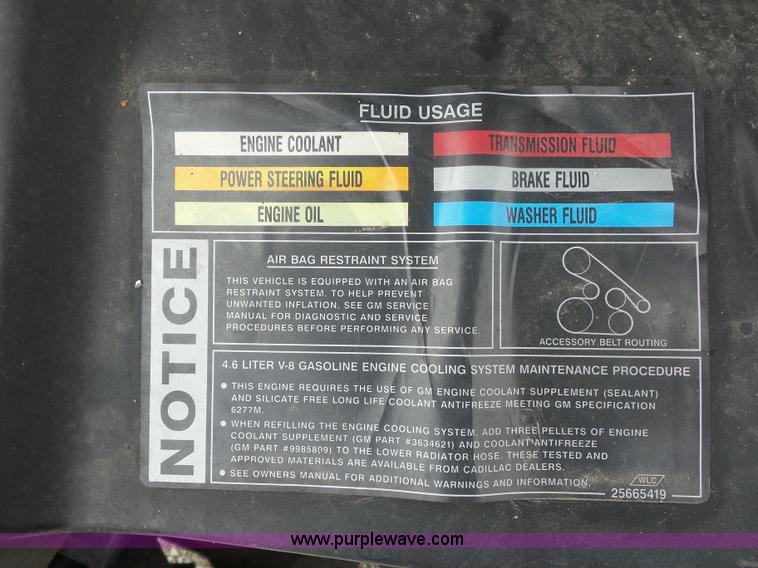 FLUID USAGE
ENGINE COOLANT
TRANSMISSION FLUID
POWER STEERING FLUID
BRAKE FLUID
ENGINE OIL
WASHER FLUID
NOTICE
AIR BAG RESTRAINT SYSTEM
THIS VEHICLE IS EQUIPPED WITH AN AIR BAG
RESTRAINT SYSTEM. TO HELP PREVENT
UNWANTED INFLATION, SEE GM SERVICE
MANUAL FOR DIAGNOSTIC AND SERVICE
PROCEDURES BEFORE PERFORMING ANY SERVICE.
ACCESSORY BELT ROUTING
4.6 LITER V-8 GASOLINE ENGINE COOLING SYSTEM MAINTENANCE PROCEDURE
• THIS ENGINE REQUIRES THE USE OF GM ENGINE COOLANT SUPPLEMENT (SEALANT)
AND SILICATE FREE LONG LIFE COOLANT ANTIFREEZE MEETING GM SPECIFICATION
6277M.
• WHEN REFILLING THE ENGINE COOLING SYSTEM, ADD THREE PELLETS OF ENGINE
COOLANT SUPPLEMENT (GM PART #3634621) AND COOLANT/ANTIFREEZE
(GM PART #9985809) TO THE LOWER RADIATOR HOSE. THESE TESTED AND
APPROVED MATERIALS ARE AVAILABLE FROM CADILLAC DEALERS.
• SEE OWNERS MANUAL FOR ADDITIONAL WARNINGS AND INFORMATION.
WLC
25665419
www.purplewave.com